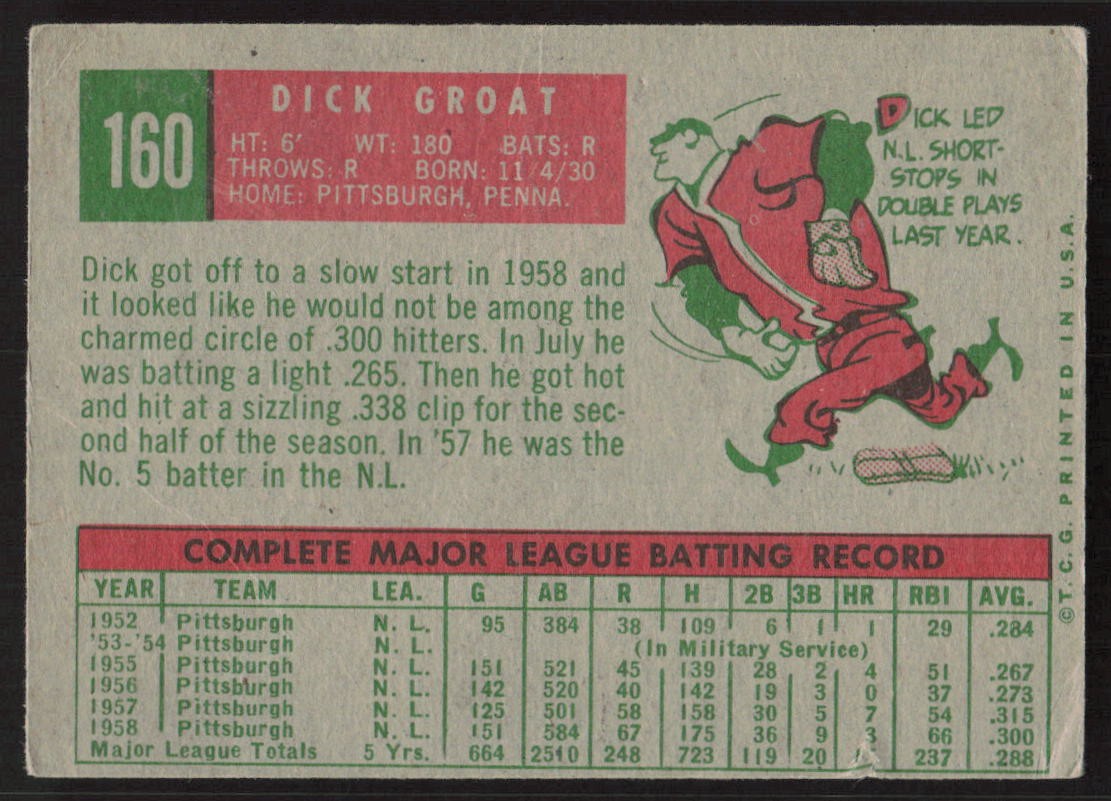 160
DICK GROAT
HT: 6' WT: 180 BATS: R
THROWS: R BORN: 11/4/30
HOME: PITTSBURGH, PENNA.
DICK LED
N.L. SHORT-
STOPS IN
DOUBLE PLAYS
LAST YEAR.
Dick got off to a slow start in 1958 and
it looked like he would not be among the
charmed circle of .300 hitters. In July he
was batting a light .265. Then he got hot
and hit at a sizzling .338 clip for the sec-
ond half of the season. In '57 he was the
No. 5 batter in the N.L.
COMPLETE MAJOR LEAGUE BATTING RECORD
YEAR TEAM LEA. G AB R H 2B 3B HR RBI AVG.
1952 Pittsburgh N. L. 95 384 38 109 6 1 1 29 .284
'53-'54 Pittsburgh N. L. (In Military Service)
1955 Pittsburgh N. L. 151 521 45 139 28 2 4 51 .267
1956 Pittsburgh N. L. 142 520 40 142 19 3 0 37 .273
1957 Pittsburgh N. L. 125 501 58 158 30 5 7 54 .315
1958 Pittsburgh N. L. 151 584 67 175 36 9 3 66 .300
Major League Totals 5 Yrs. 664 2510 248 723 119 20 237 .288
©T.C.G. PRINTED IN U.S.A.